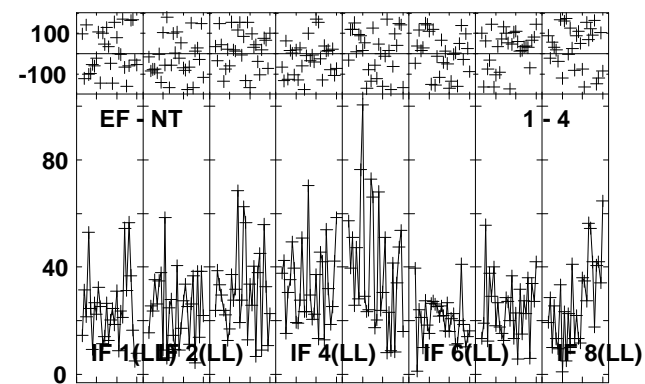 100
-100
EF - NT 1 - 4
80
40
0
IF 1(LL) IF 2(LL) IF 4(LL) IF 6(LL) IF 8(LL)